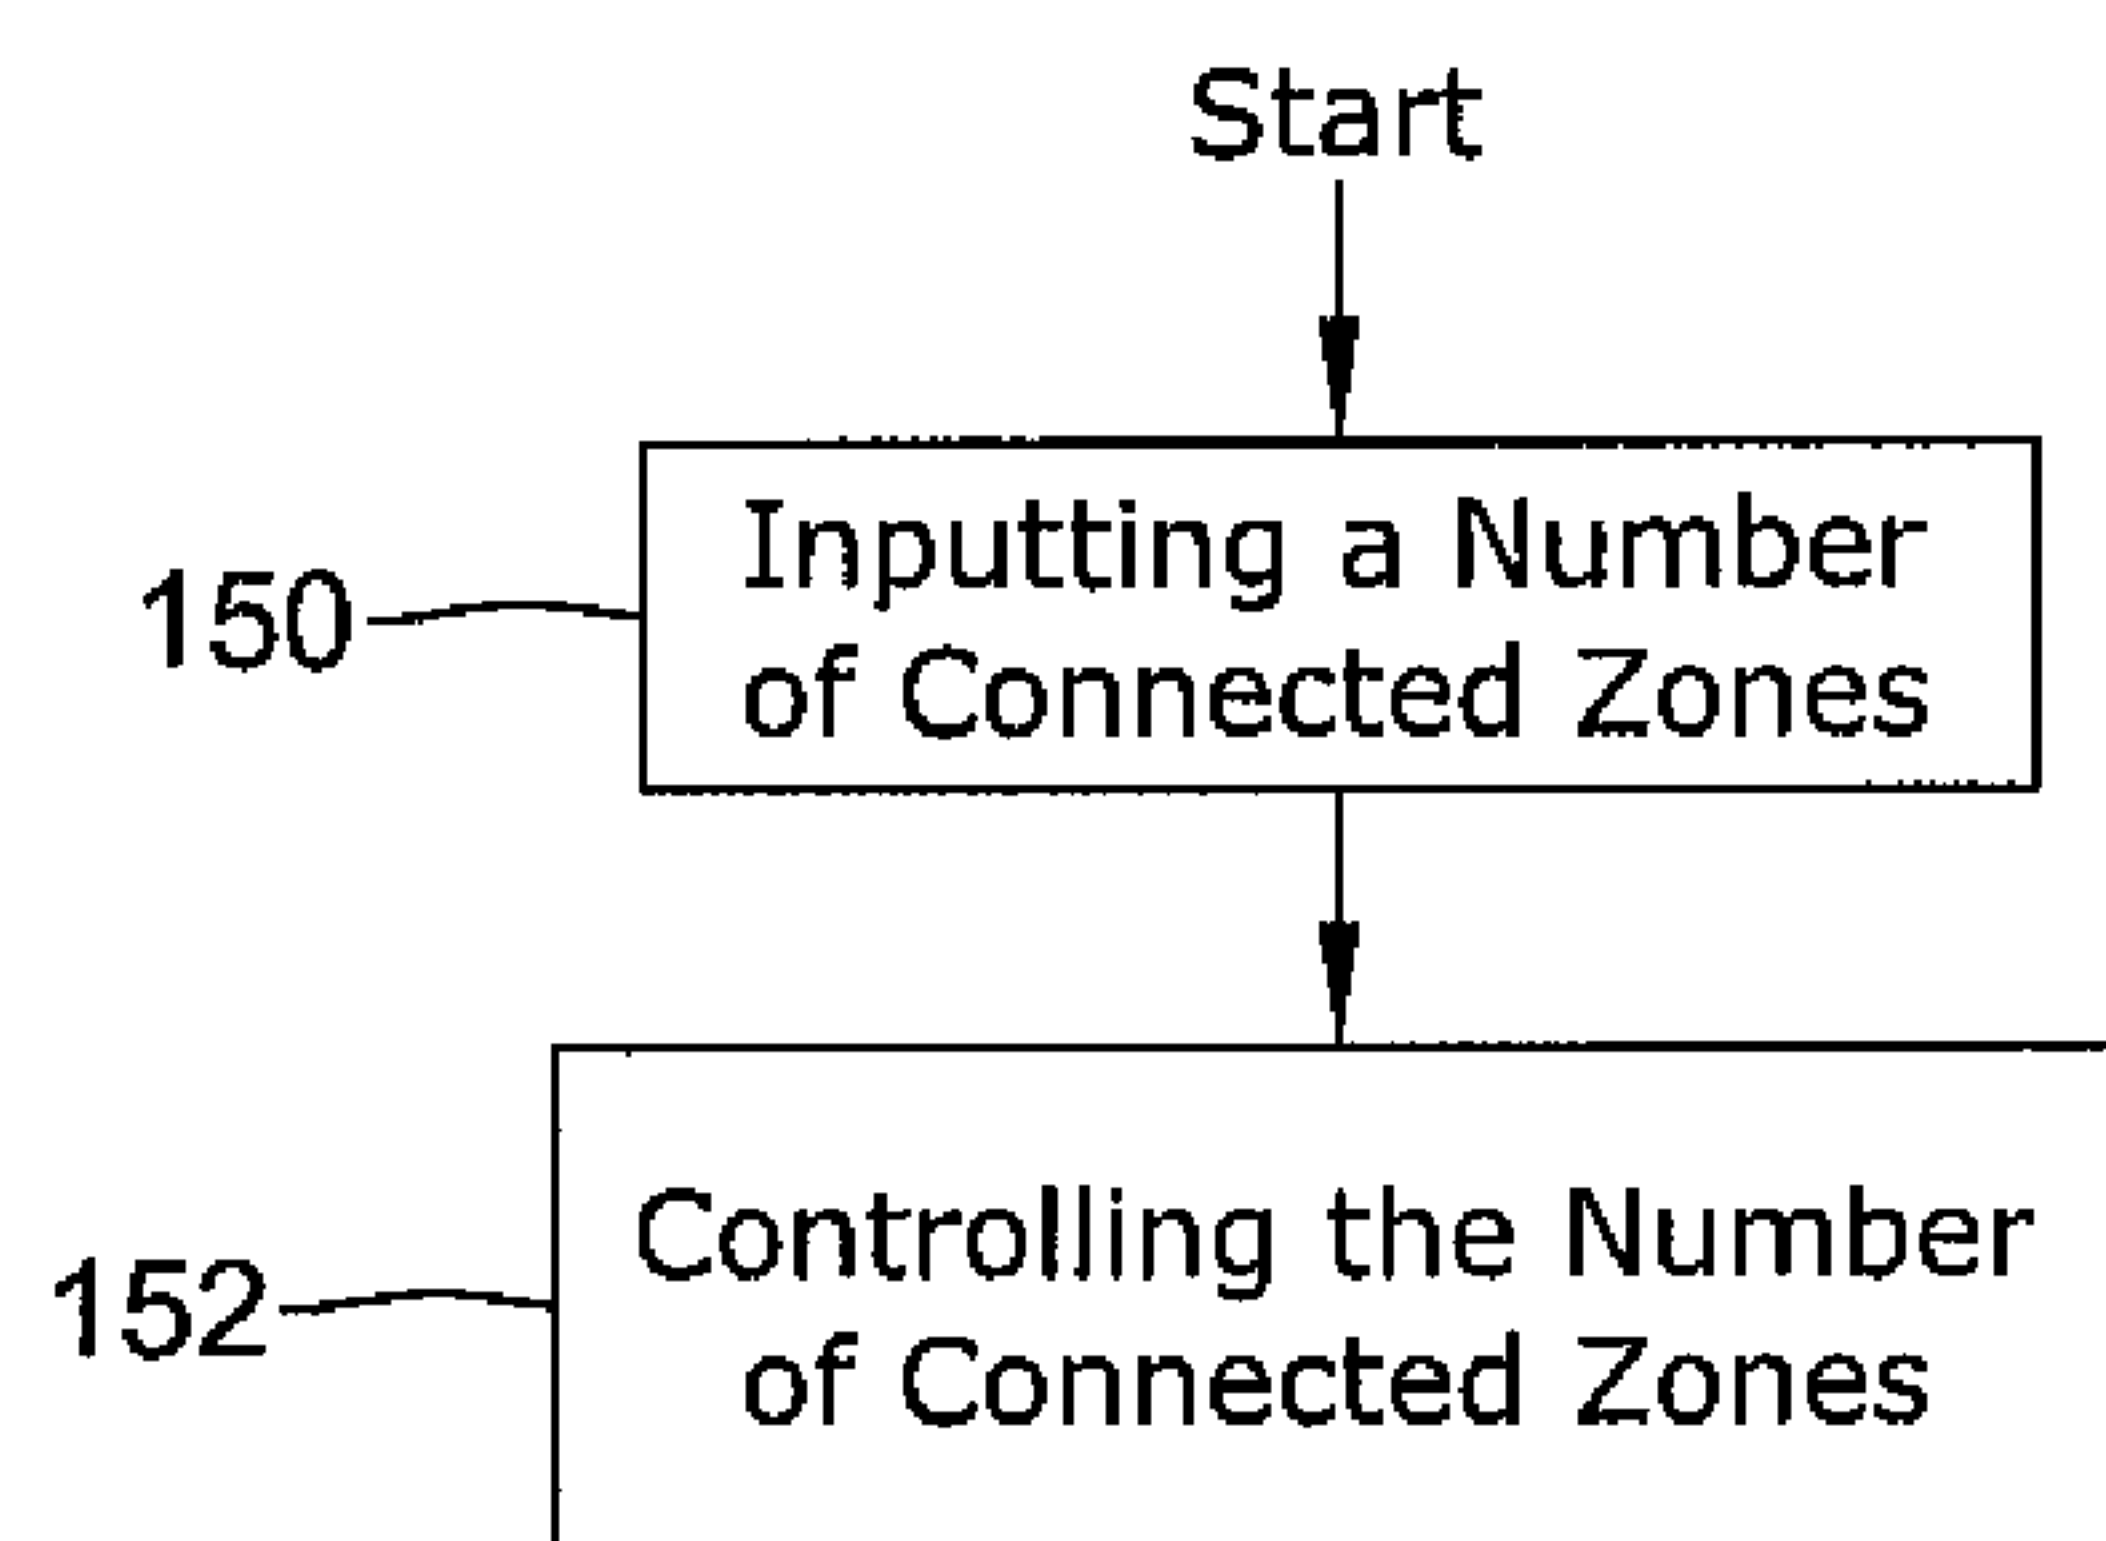 Start
150
Inputting a Number
of Connected Zones
152
Controlling the Number
of Connected Zones